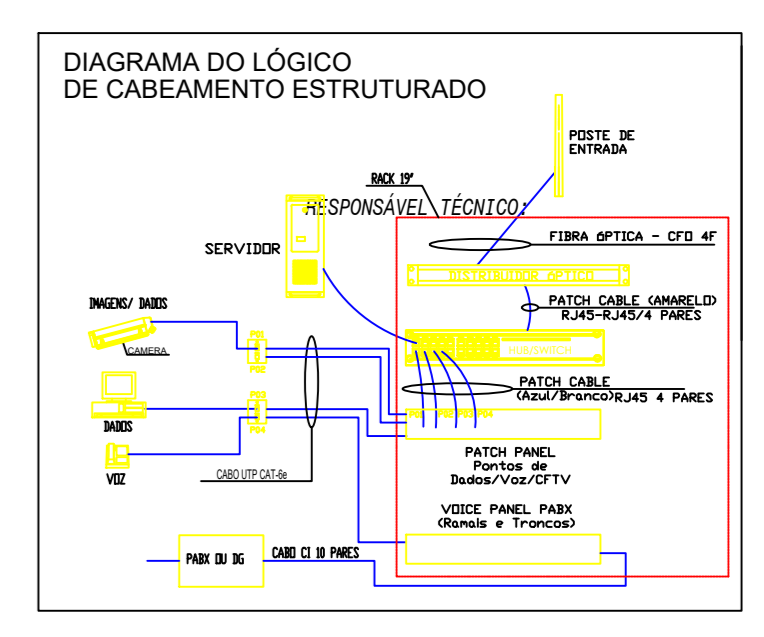 DIAGRAMA DO LÓGICO
DE CABEAMENTO ESTRUTURADO
POSTE DE
ENTRADA
RACK 19"
RESPONSÁVEL TÉCNICO:
FIBRA ÓPTICA - CFO 4F
SERVIDOR
DISTRIBUIDOR ÓPTICO
IMAGENS/ DADOS
PATCH CABLE (AMARELO)
RJ45-RJ45/4 PARES
P01
CAMERA
HUB/SWITCH
P02
PATCH CABLE
(Azul/Branco)RJ45 4 PARES
P03
P01 P02 P03 P04
DADOS
P04
PATCH PANEL
Pontos de
Dados/Voz/CFTV
VOZ
CABO UTP CAT-6e
VOICE PANEL PABX
(Ramais e Troncos)
PABX OU DG
CABO CI 10 PARES